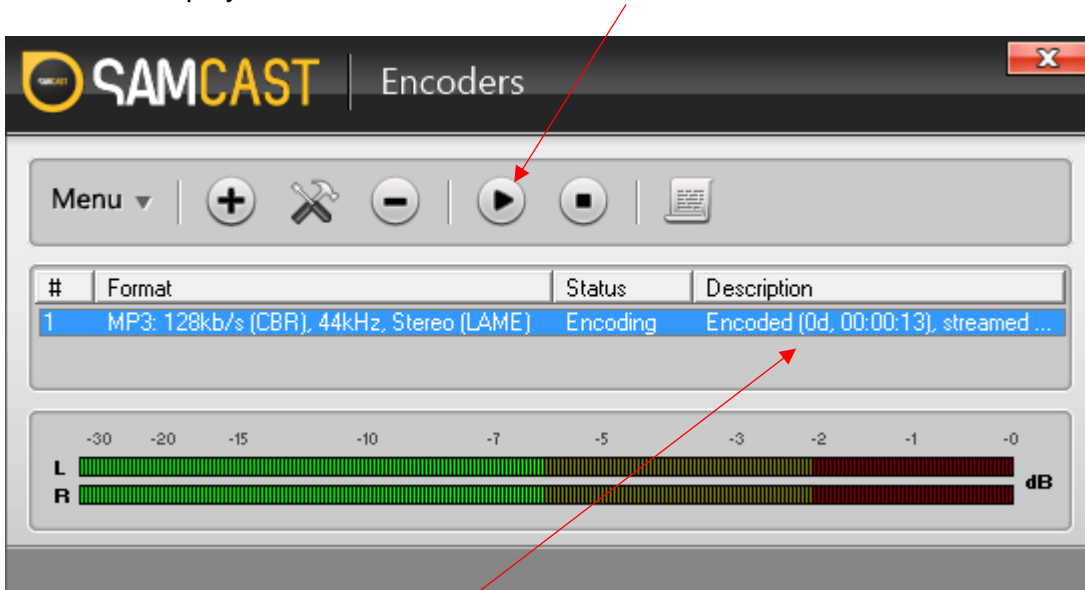 SAMCAST Encoders
Menu
# Format Status Description
1 MP3: 128kb/s (CBR), 44kHz, Stereo (LAME) Encoding Encoded (0d, 00:00:13), streamed ...
-30 -20 -15 -10 -7 -5 -3 -2 -1 -0
L
dB
R